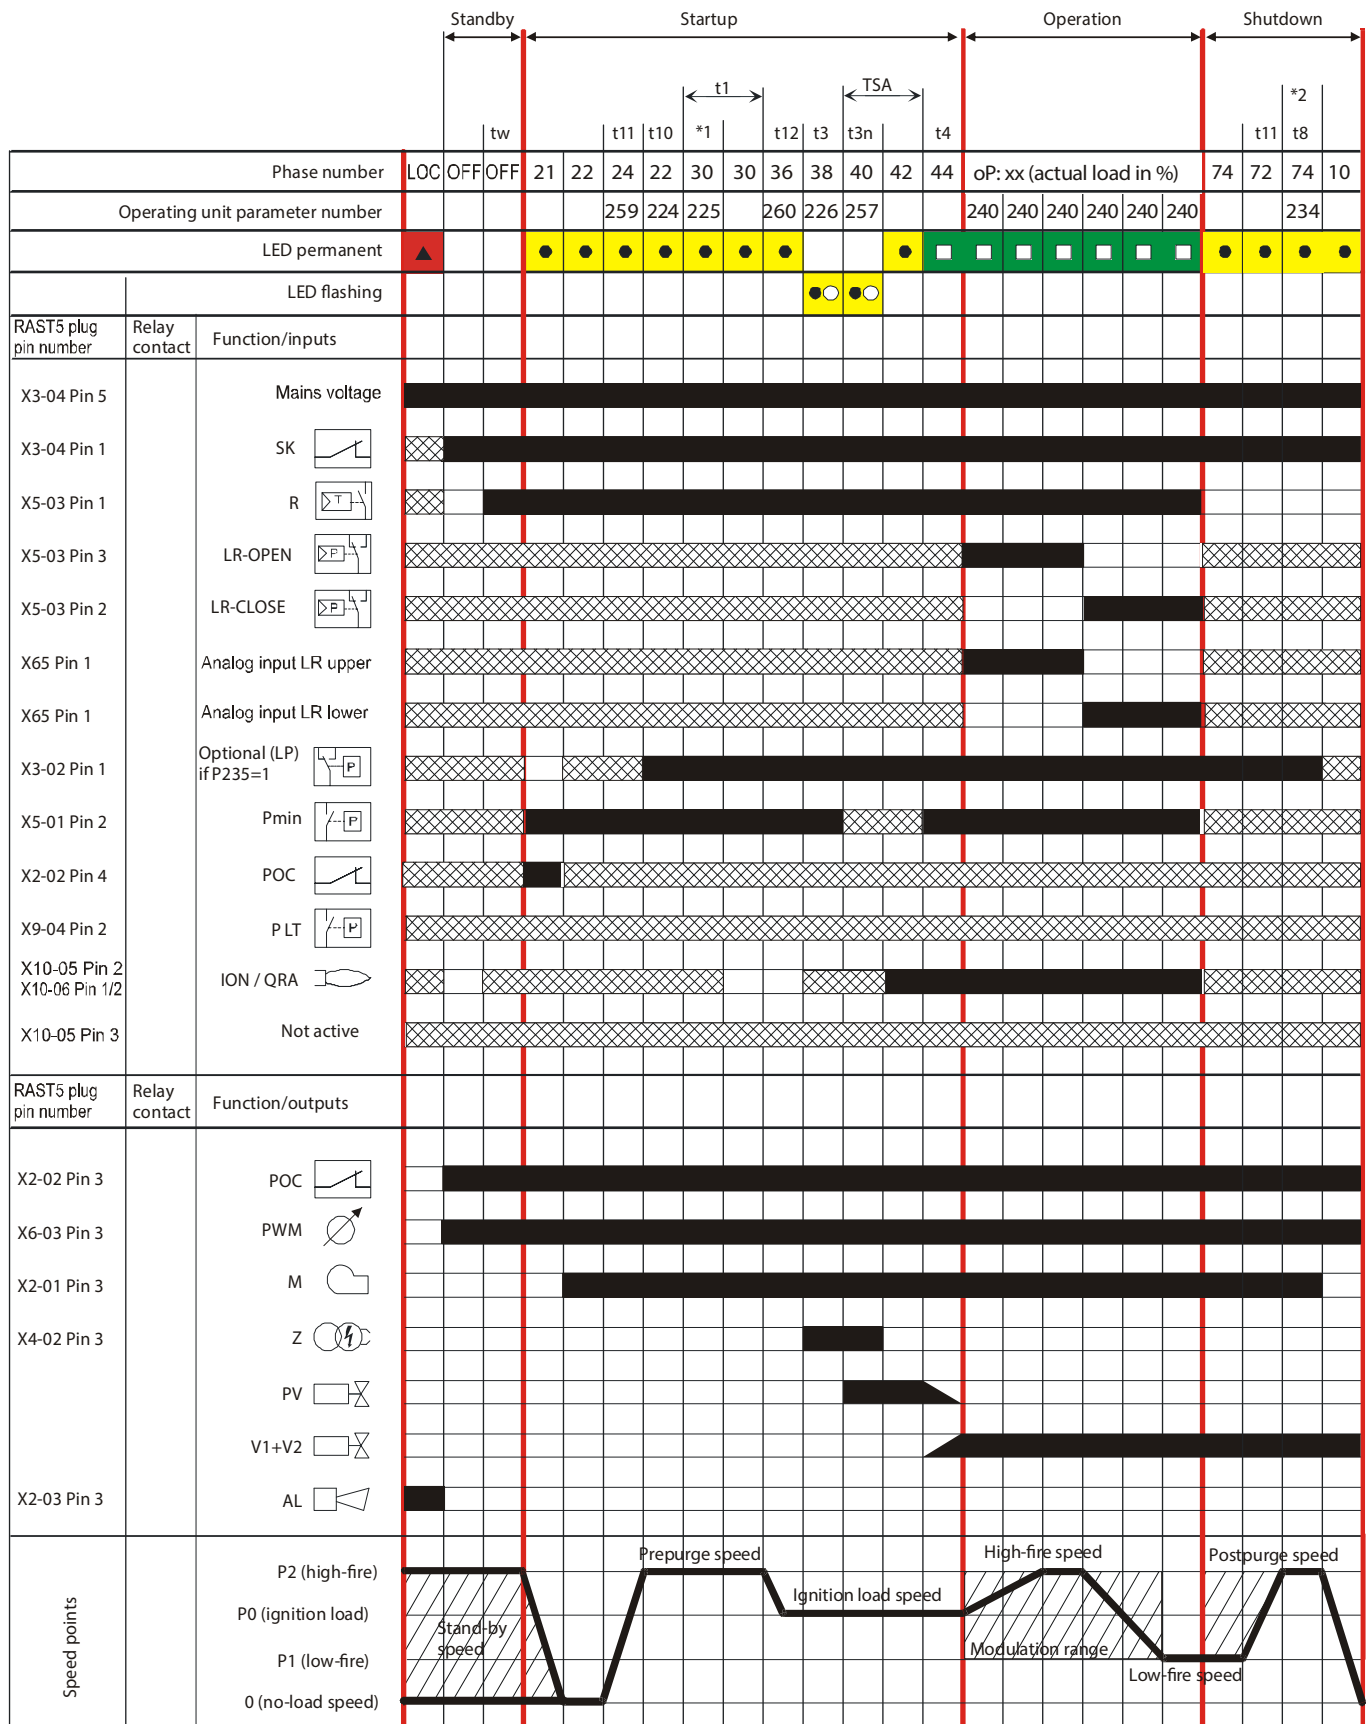 Standby Startup Operation Shutdown
t1 TSA *2
tw t11 t10 *1 t12 t3 t3n t4 t11 t8
Phase number LOC OFF OFF 21 22 24 22 30 30 36 38 40 42 44 oP: xx (actual load in %) 74 72 74 10
Operating unit parameter number 259 224 225 260 226 257 240 240 240 240 240 240 234
LED permanent
LED flashing
RAST5 plug pin number Relay contact Function/inputs
X3-04 Pin 5 Mains voltage
X3-04 Pin 1 SK
X5-03 Pin 1 R T
X5-03 Pin 3 LR-OPEN P
X5-03 Pin 2 LR-CLOSE P
X65 Pin 1 Analog input LR upper
X65 Pin 1 Analog input LR lower
X3-02 Pin 1 Optional (LP) if P235=1 P
X5-01 Pin 2 Pmin P
X2-02 Pin 4 POC
X9-04 Pin 2 P LT P
X10-05 Pin 2
X10-06 Pin 1/2 ION / QRA
X10-05 Pin 3 Not active
RAST5 plug pin number Relay contact Function/outputs
X2-02 Pin 3 POC
X6-03 Pin 3 PWM
X2-01 Pin 3 M
X4-02 Pin 3 Z
PV
V1+V2
X2-03 Pin 3 AL
Speed points
Prepurge speed High-fire speed Postpurge speed
P2 (high-fire)
Ignition load speed
P0 (ignition load)
Stand-by speed
Modulation range
P1 (low-fire)
Low-fire speed
0 (no-load speed)